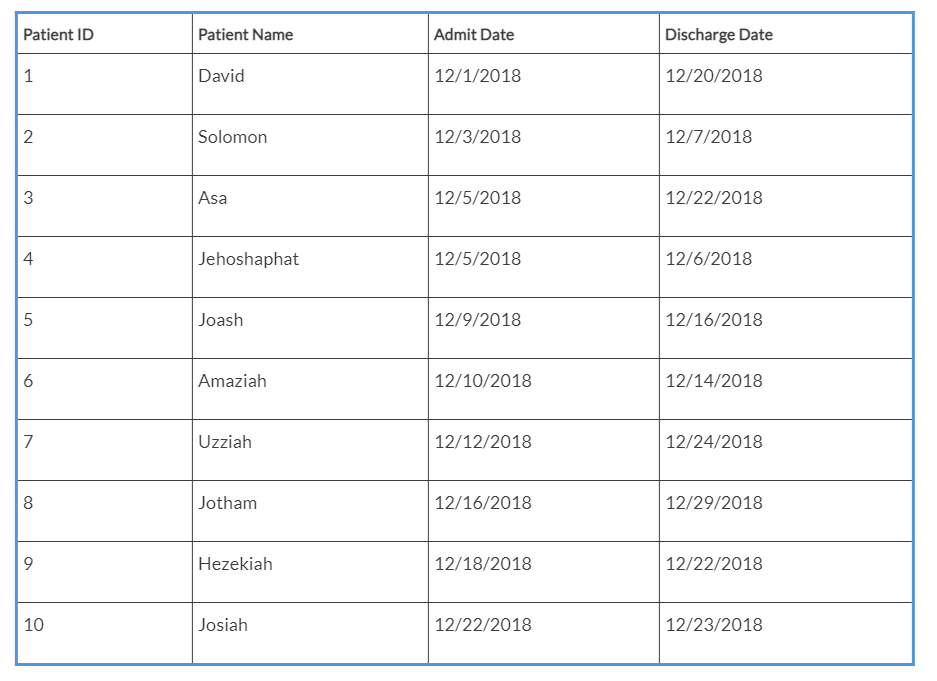 Patient ID Patient Name Admit Date Discharge Date
1 David 12/1/2018 12/20/2018
2 Solomon 12/3/2018 12/7/2018
3 Asa 12/5/2018 12/22/2018
4 Jehoshaphat 12/5/2018 12/6/2018
5 Joash 12/9/2018 12/16/2018
6 Amaziah 12/10/2018 12/14/2018
7 Uzziah 12/12/2018 12/24/2018
8 Jotham 12/16/2018 12/29/2018
9 Hezekiah 12/18/2018 12/22/2018
10 Josiah 12/22/2018 12/23/2018